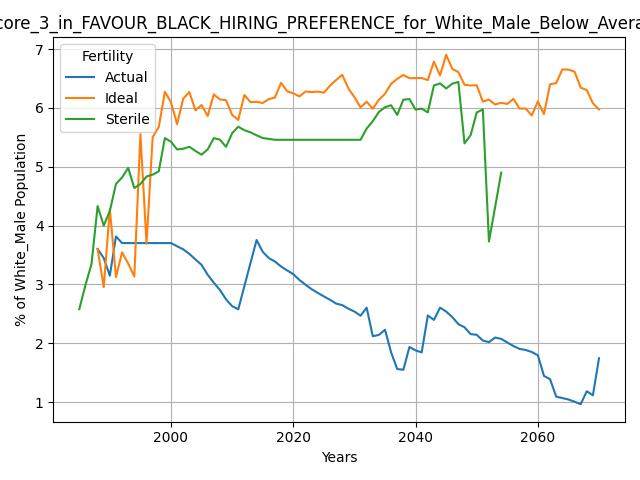 core_3_in_FAVOUR_BLACK_HIRING_PREFERENCE_for_White_Male_Below_Avera
7
6
5
4
3
2
1
% of White_Male Population
Fertility
Actual
Ideal
Sterile
2000
2020
2040
2060
Years